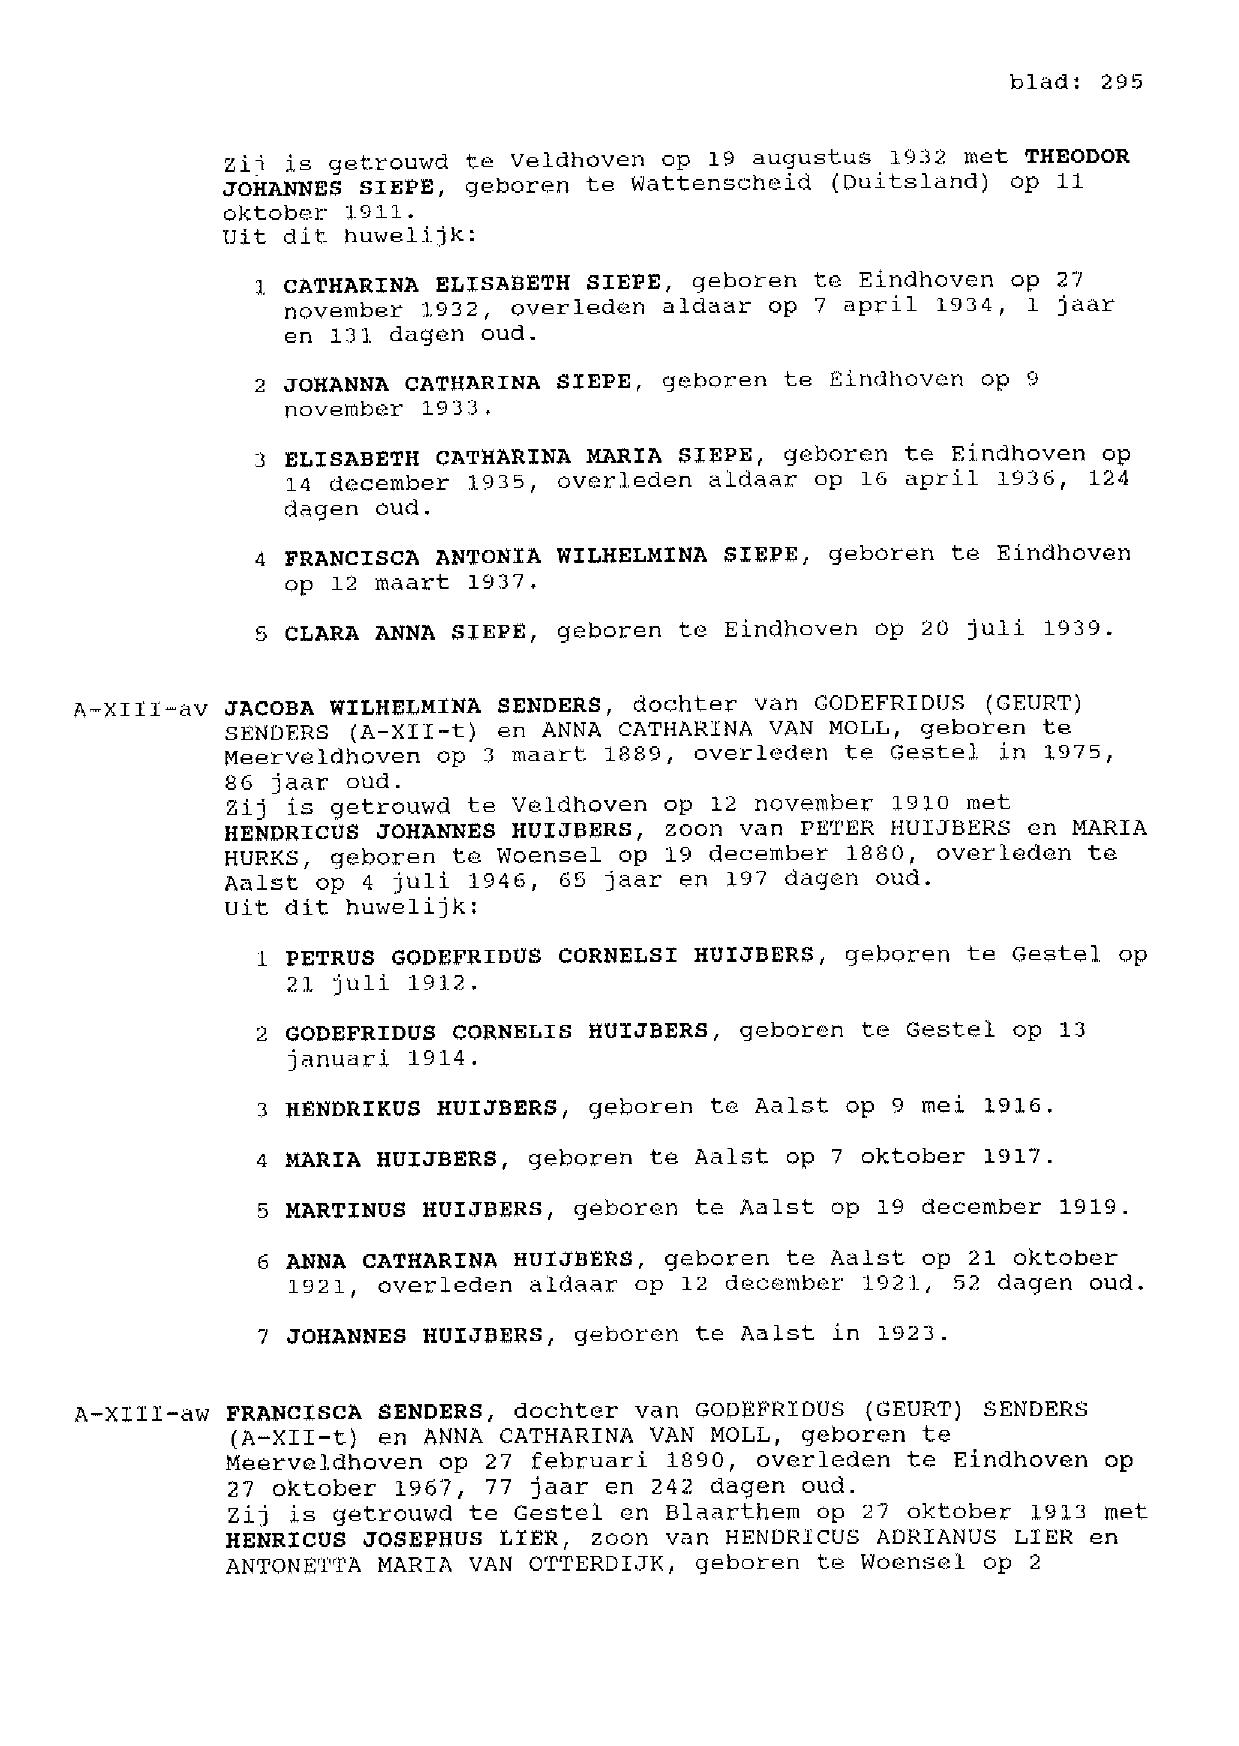 blad: 295
Zij is getrouwd te Veldhoven op 19 augustus 1932 met THEODOR
JOHANNES SIEPE, geboren te Wattenscheid (Duitsland) op 11
oktober 1911.
Uit dit huwelijk:
1 CATHARINA ELISABETH SIEPE, geboren te Eindhoven op 27
november 1932, overleden aldaar op 7 april 1934, 1 jaar
en 131 dagen oud.
2 JOHANNA CATHARINA SIEPE, geboren te Eindhoven op 9
november 1933.
3 ELISABETH CATHARINA MARIA SIEPE, geboren te Eindhoven op
14 december 1935, overleden aldaar op 16 april 1936, 124
dagen oud.
4 FRANCISCA ANTONIA WILHELMINA SIEPE, geboren te Eindhoven
op 12 maart 1937.
5 CLARA ANNA SIEPE, geboren te Eindhoven op 20 juli 1939.
A-XIII-av JACOBA WILHELMINA SENDERS, dochter van GODEFRIDUS (GEURT)
SENDERS (A-XII-t) en ANNA CATHARINA VAN MOLL, geboren te
Meerveldhoven op 3 maart 1889, overleden te Gestel in 1975,
86 jaar oud.
Zij is getrouwd te Veldhoven op 12 november 1910 met
HENDRICUS JOHANNES HUIJBERS, zoon van PETER HUIJBERS en MARIA
HURKS, geboren te Woensel op 19 december 1880, overleden te
Aalst op 4 juli 1946, 65 jaar en 197 dagen oud.
Uit dit huwelijk:
1 PETRUS GODEFRIDUS CORNELSI HUIJBERS, geboren te Gestel op
21 juli 1912.
2 GODEFRIDUS CORNELIS HUIJBERS, geboren te Gestel op 13
januari 1914.
3 HENDRIKUS HUIJBERS, geboren te Aalst op 9 mei 1916.
4 MARIA HUIJBERS, geboren te Aalst op 7 oktober 1917.
5 MARTINUS HUIJBERS, geboren te Aalst op 19 december 1919.
6 ANNA CATHARINA HUIJBERS, geboren te Aalst op 21 oktober
1921, overleden aldaar op 12 december 1921, 52 dagen oud.
7 JOHANNES HUIJBERS, geboren te Aalst in 1923.
A-XIII-aw FRANCISCA SENDERS, dochter van GODEFRIDUS (GEURT) SENDERS
(A-XII-t) en ANNA CATHARINA VAN MOLL, geboren te
Meerveldhoven op 27 februari 1890, overleden te Eindhoven op
27 oktober 1967, 77 jaar en 242 dagen oud.
Zij is getrouwd te Gestel en Blaarthem op 27 oktober 1913 met
HENRICUS JOSEPHUS LIER, zoon van HENDRICUS ADRIANUS LIER en
ANTONETTA MARIA VAN OTTERDIJK, geboren te Woensel op 2